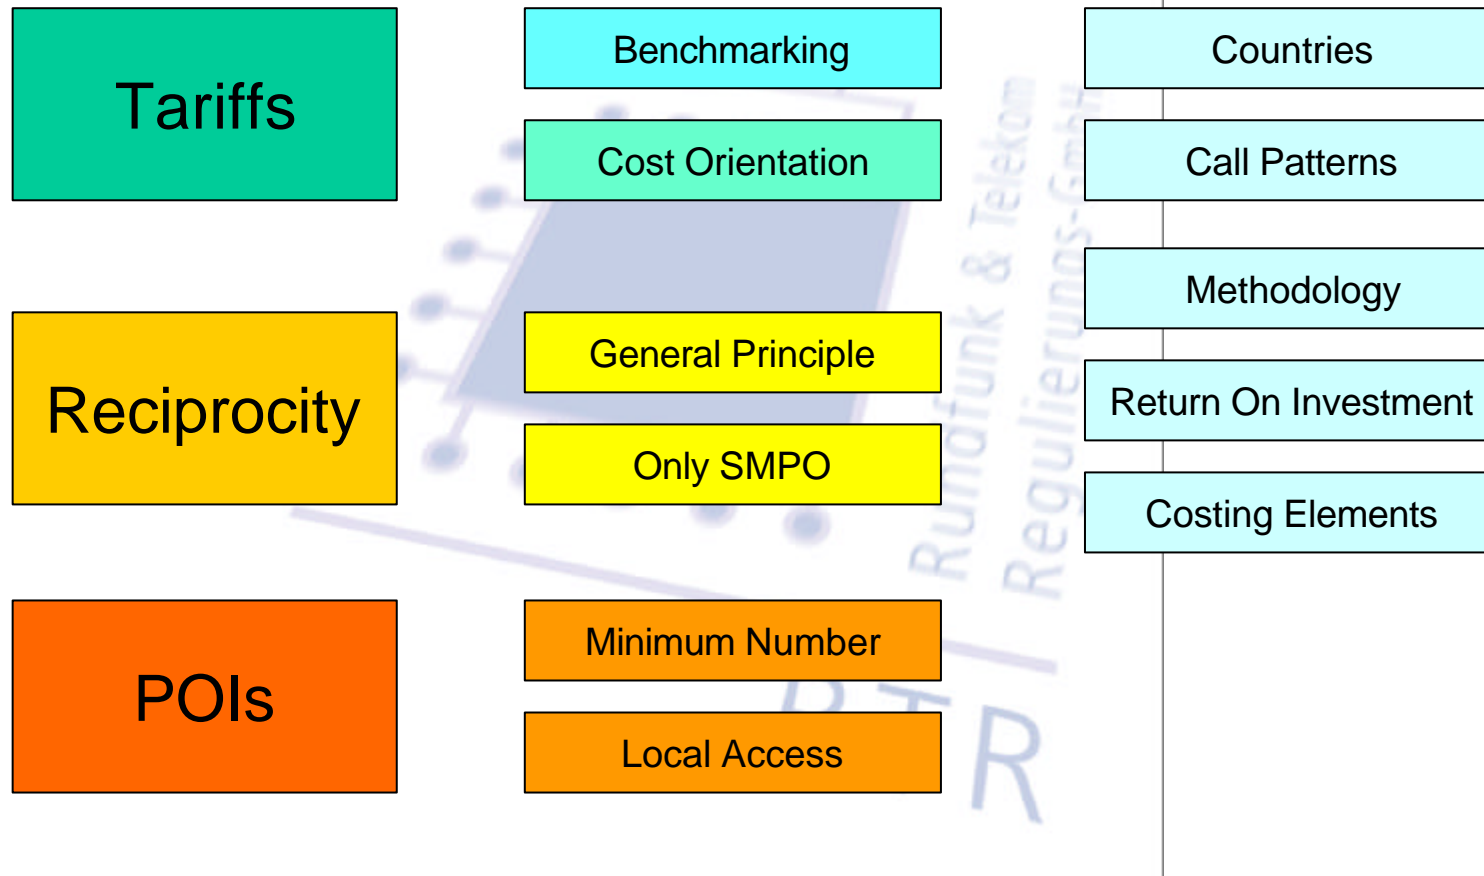 Tariffs
Benchmarking
Cost Orientation
Countries
Call Patterns
Methodology
Return On Investment
Costing Elements
Reciprocity
General Principle
Only SMPO
POIs
Minimum Number
Local Access
Rundfunk & Telekom
Regulierungs-GmbH
RTR